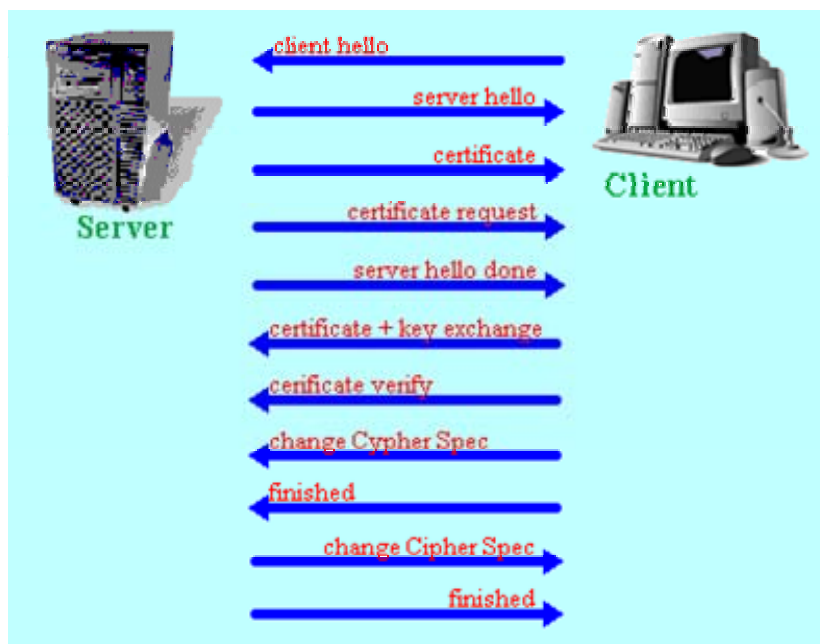 client hello
server hello
certificate
Client
certificate request
Server
server hello done
certificate + key exchange
cerificate verify
change Cypher Spec
finished
change Cipher Spec
finished